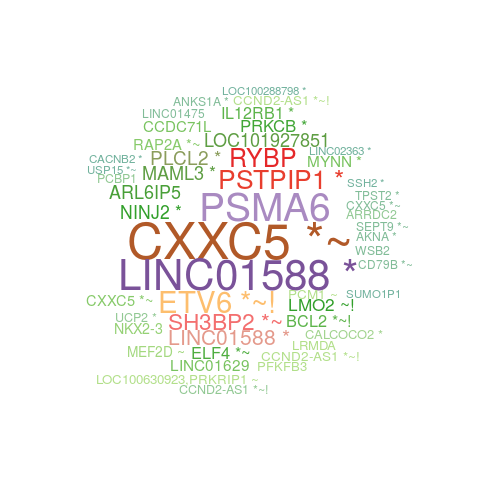 LOC100288798 *
ANKS1A * CCND2-AS1 *~!
LINC01475 IL12RB1 *
CCDC71L PRKCB *
RAP2A *~ LOC101927851
CACNB2 * PLCL2 * RYBP LINC02363 *
MYNN *
USP15 *~ MAML3 * PSTPIP1 *
PCBP1 SSH2 *
ARL6IP5 TPST2 *
NINJ2 * PSMA6 CXXC5 *~
ARRDC2
CXXC5 *~ SEPT9 *~
AKNA *
WSB2
LINC01588 * CD79B *~
CXXC5 *~ ETV6 *~! PCM1 ~ SUMO1P1
LMO2 ~!
UCP2 * SH3BP2 *~ BCL2 *~!
NKX2-3 LINC01588 * CALCOCO2 *
LRMDA
MEF2D ~ ELF4 *~ CCND2-AS1 *~!
LINC01629 PFKFB3
LOC100630923.PRKRIP1 ~
CCND2-AS1 *~!